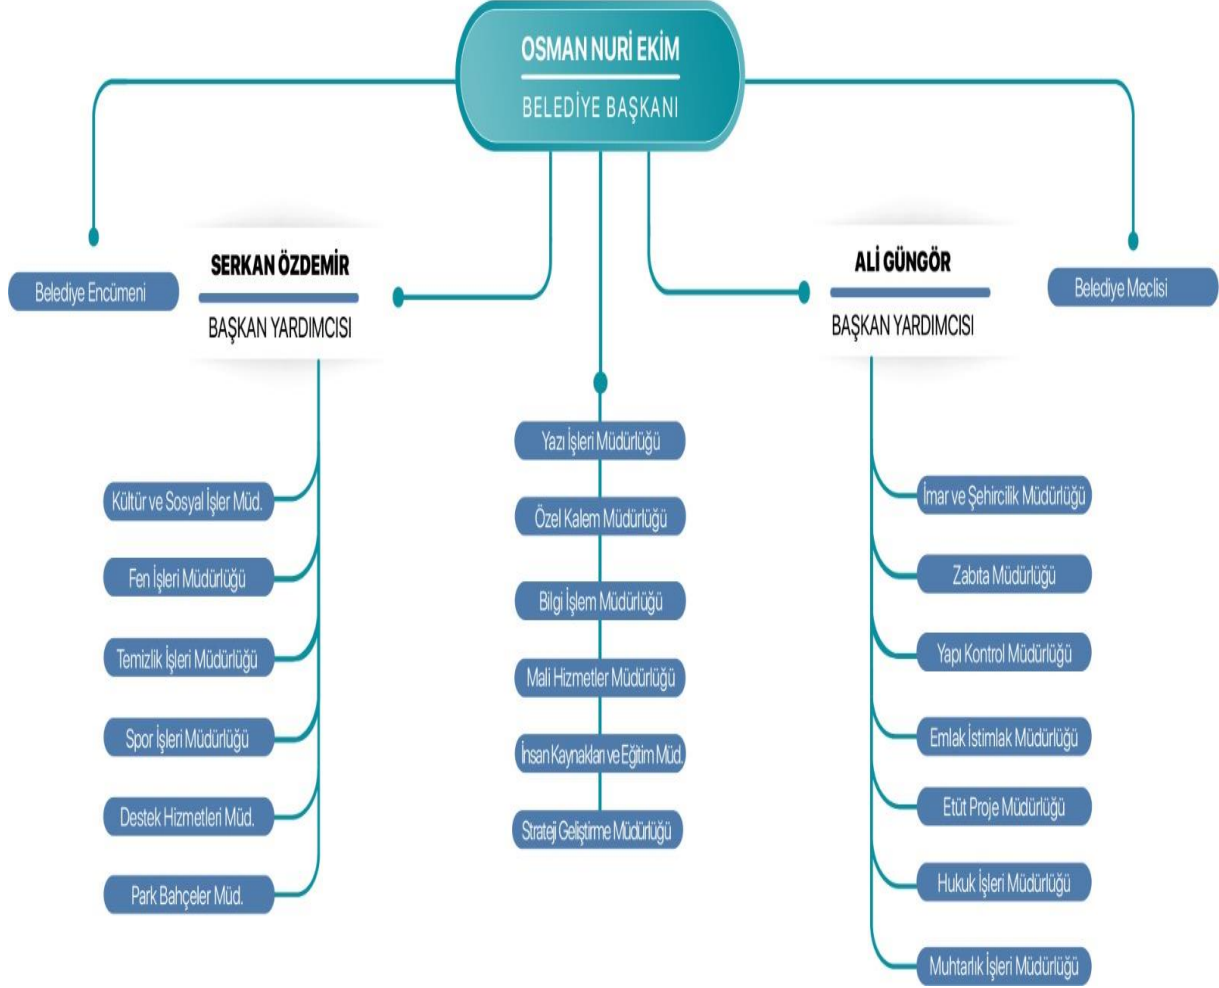 OSMAN NURİ EKİM
BELEDİYE BAŞKANI
Belediye Encümeni
SERKAN ÖZDEMİR
BAŞKAN YARDIMCISI
ALİ GÜNGÖR
BAŞKAN YARDIMCISI
Belediye Meclisi
Kültür ve Sosyal İşler Müd.
Fen İşleri Müdürlüğü
Temizlik İşleri Müdürlüğü
Spor İşleri Müdürlüğü
Destek Hizmetleri Müd.
Park Bahçeler Müd.
Yazı İşleri Müdürlüğü
Özel Kalem Müdürlüğü
Bilgi İşlem Müdürlüğü
Mali Hizmetler Müdürlüğü
İnsan Kaynakları ve Eğitim Müd.
Strateji Geliştirme Müdürlüğü
İmar ve Şehircilik Müdürlüğü
Zabıta Müdürlüğü
Yapı Kontrol Müdürlüğü
Emlak İstimlak Müdürlüğü
Etüt Proje Müdürlüğü
Hukuk İşleri Müdürlüğü
Muhtarlık İşleri Müdürlüğü